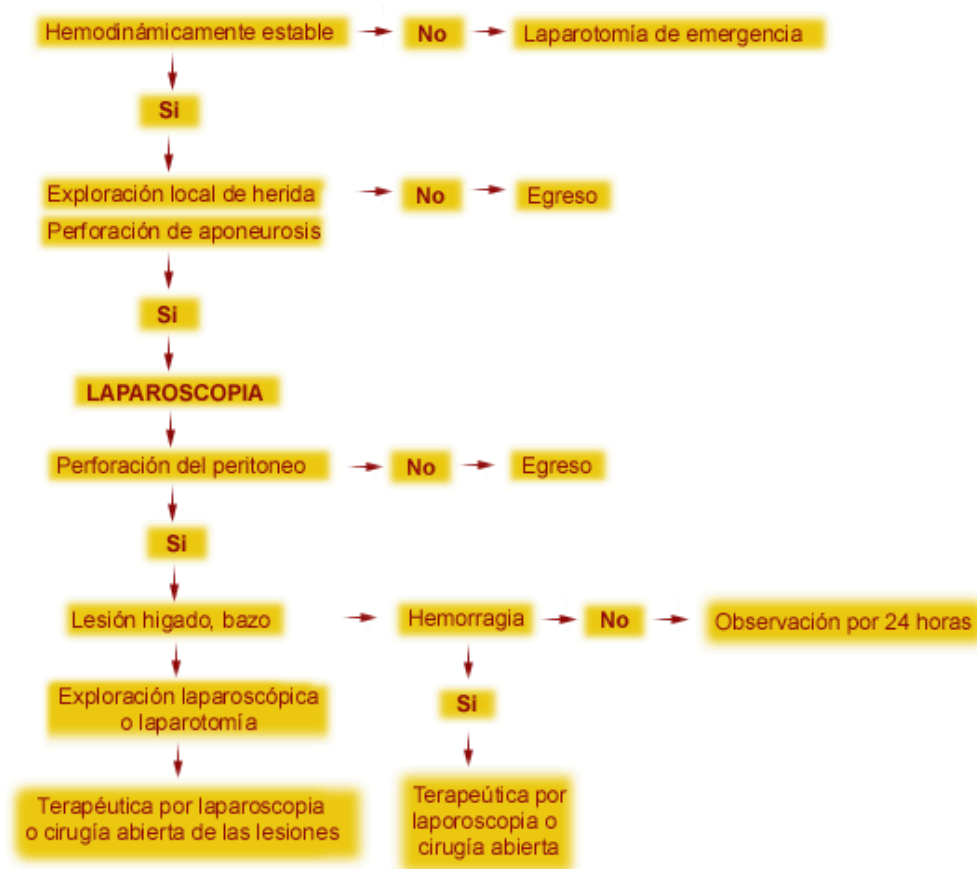 Hemodinámicamente estable
No
Laparotomía de emergencia
Si
Exploración local de herida
No
Egreso
Perforación de aponeurosis
Si
LAPAROSCOPIA
Perforación del peritoneo
No
Egreso
Si
Lesión higado, bazo
Hemorragia
No
Observación por 24 horas
Exploración laparoscópica
o laparotomía
Si
Terapéutica por laparoscopia
o cirugía abierta de las lesiones
Terapeútica por
laporoscopia o
cirugía abierta